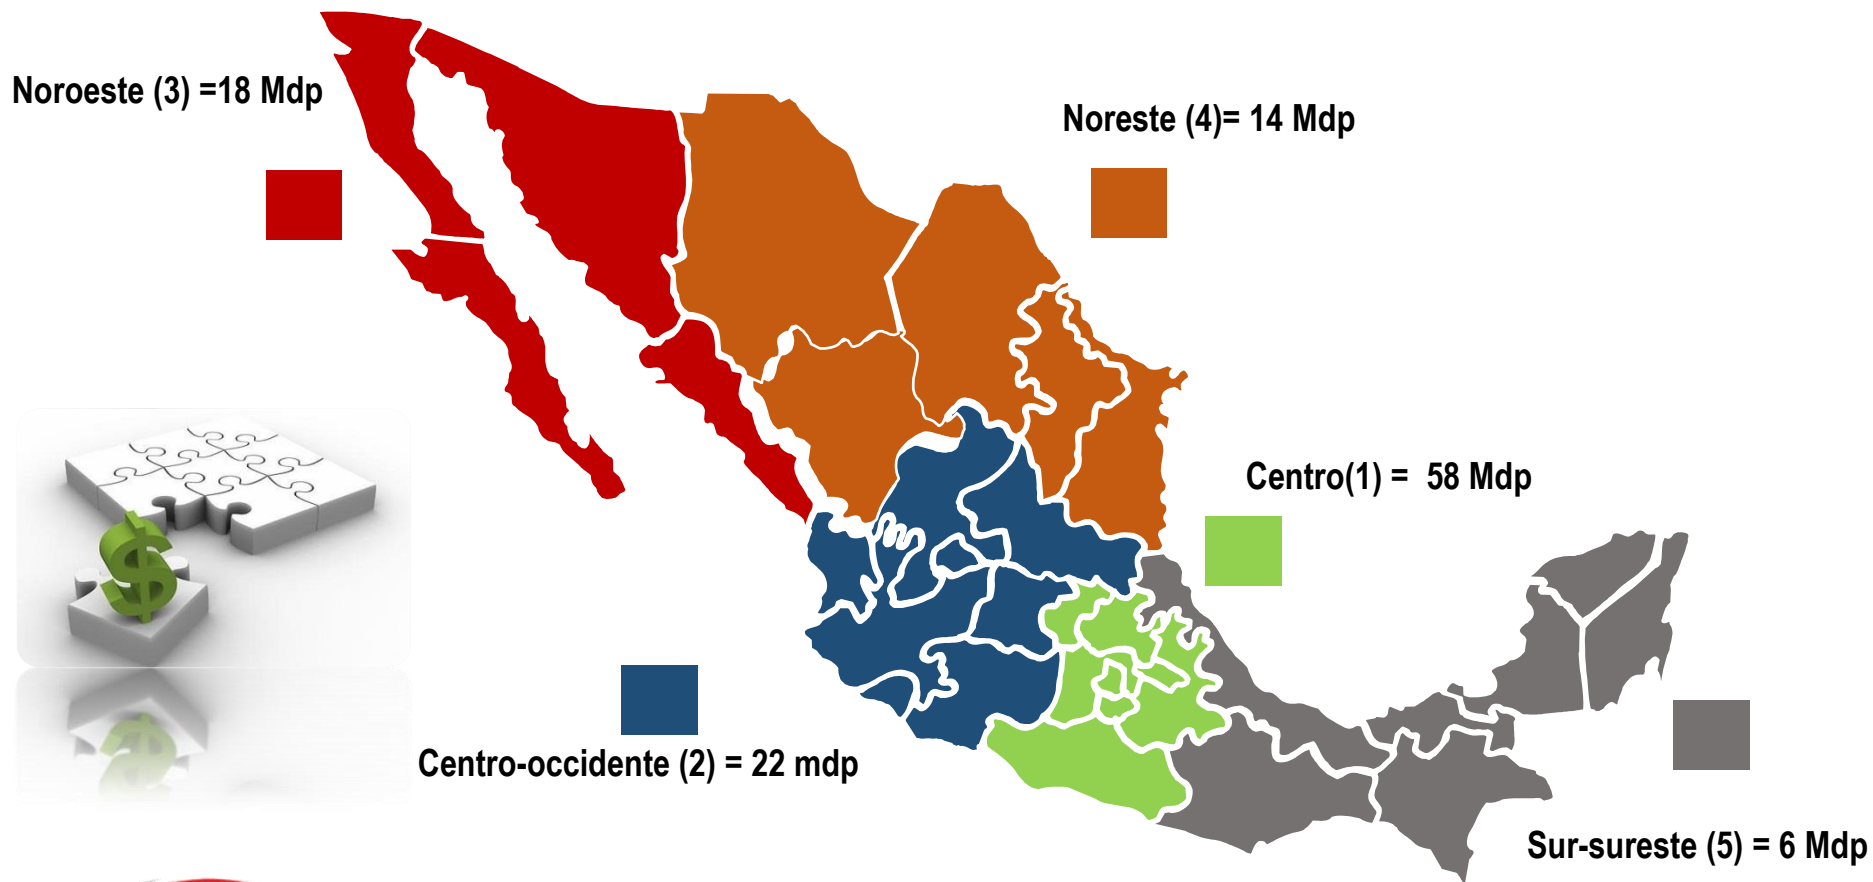 Noroeste (3) =18 Mdp
Noreste (4)= 14 Mdp
Centro(1) =  58 Mdp
Centro-occidente (2) = 22 mdp
Sur-sureste (5) = 6 Mdp
$